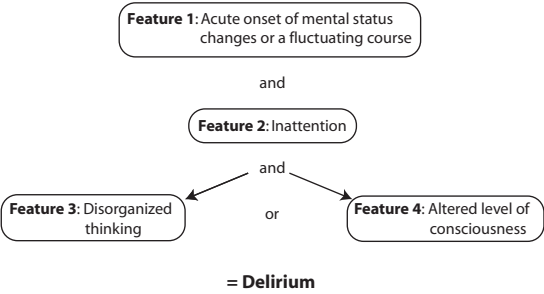 Feature 1: Acute onset of mental status
changes or a fluctuating course
and
Feature 2: Inattention
and
Feature 3: Disorganized
thinking
or
Feature 4: Altered level of
consciousness
= Delirium